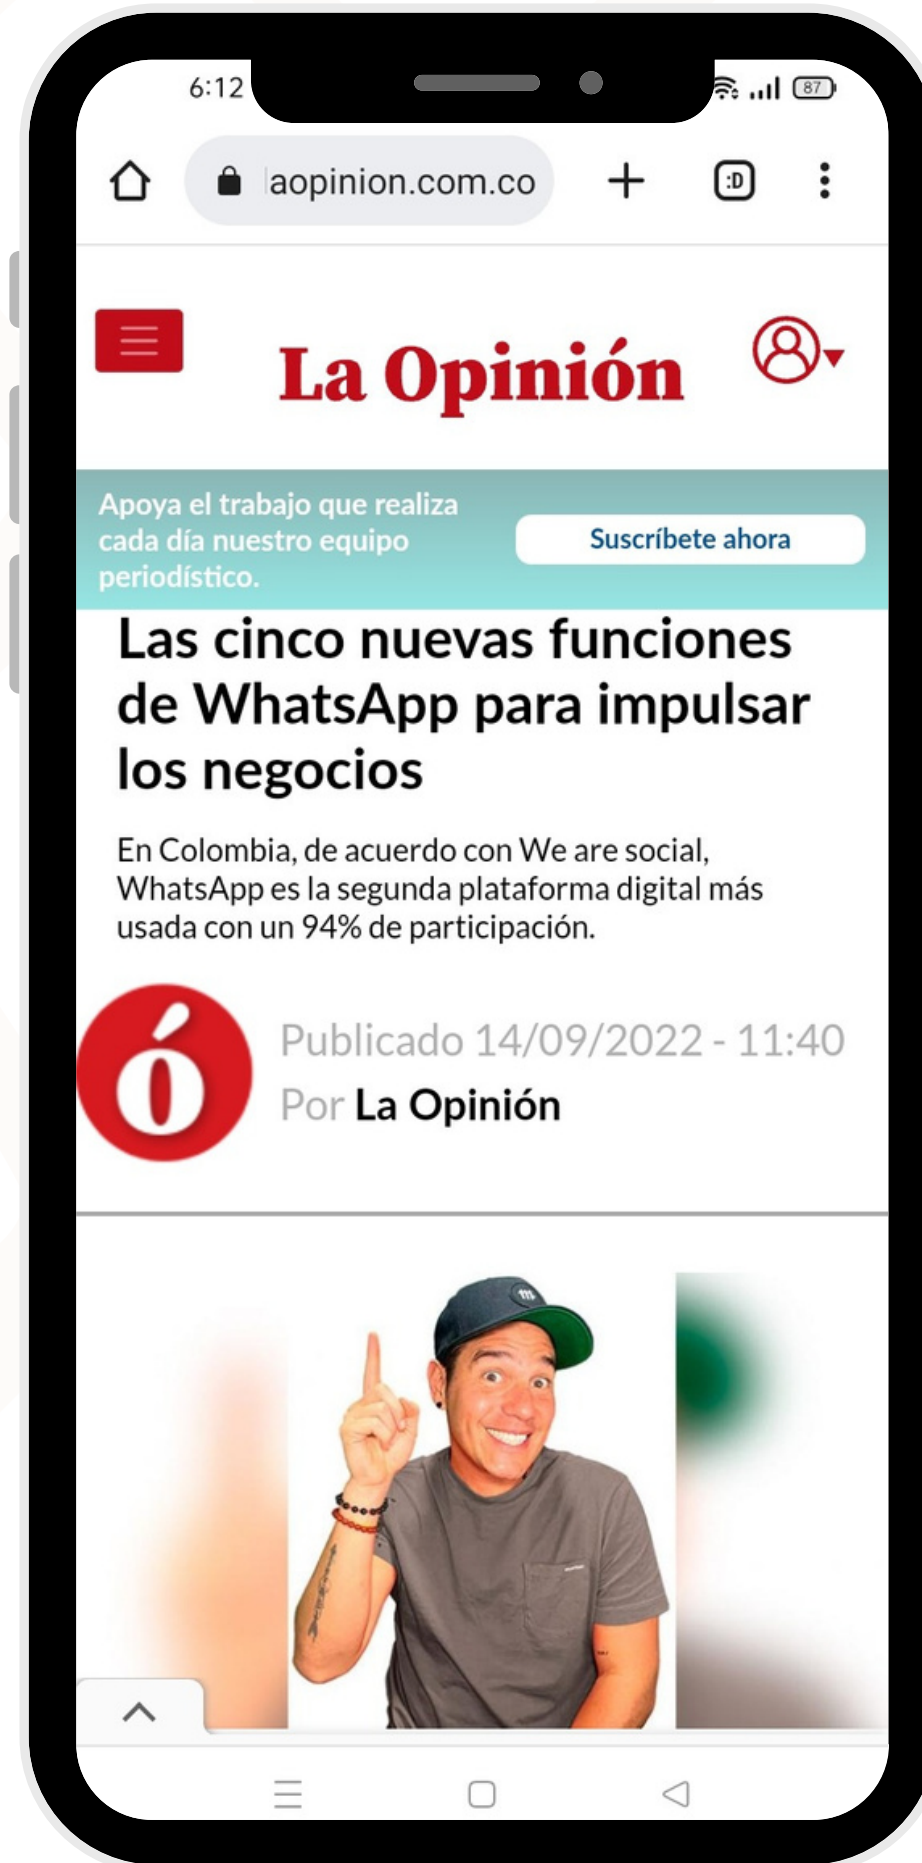 6:12
87
laopinion.com.co
:D
La Opinión
Apoya el trabajo que realiza
cada día nuestro equipo
periodístico.
Suscríbete ahora
Las cinco nuevas funciones
de WhatsApp para impulsar
los negocios
En Colombia, de acuerdo con We are social,
WhatsApp es la segunda plataforma digital más
usada con un 94% de participación.
ó
Publicado 14/09/2022 - 11:40
Por La Opinión